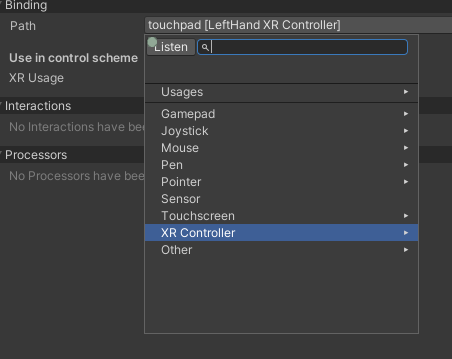 Binding
Path
touchpad [LeftHand XR Controller]
Listen
Use in control scheme
XR Usage
Usages
Interactions
Gamepad
No Interactions have bee
Joystick
Mouse
Processors
Pen
No Processors have bee
Pointer
Sensor
Touchscreen
XR Controller
Other